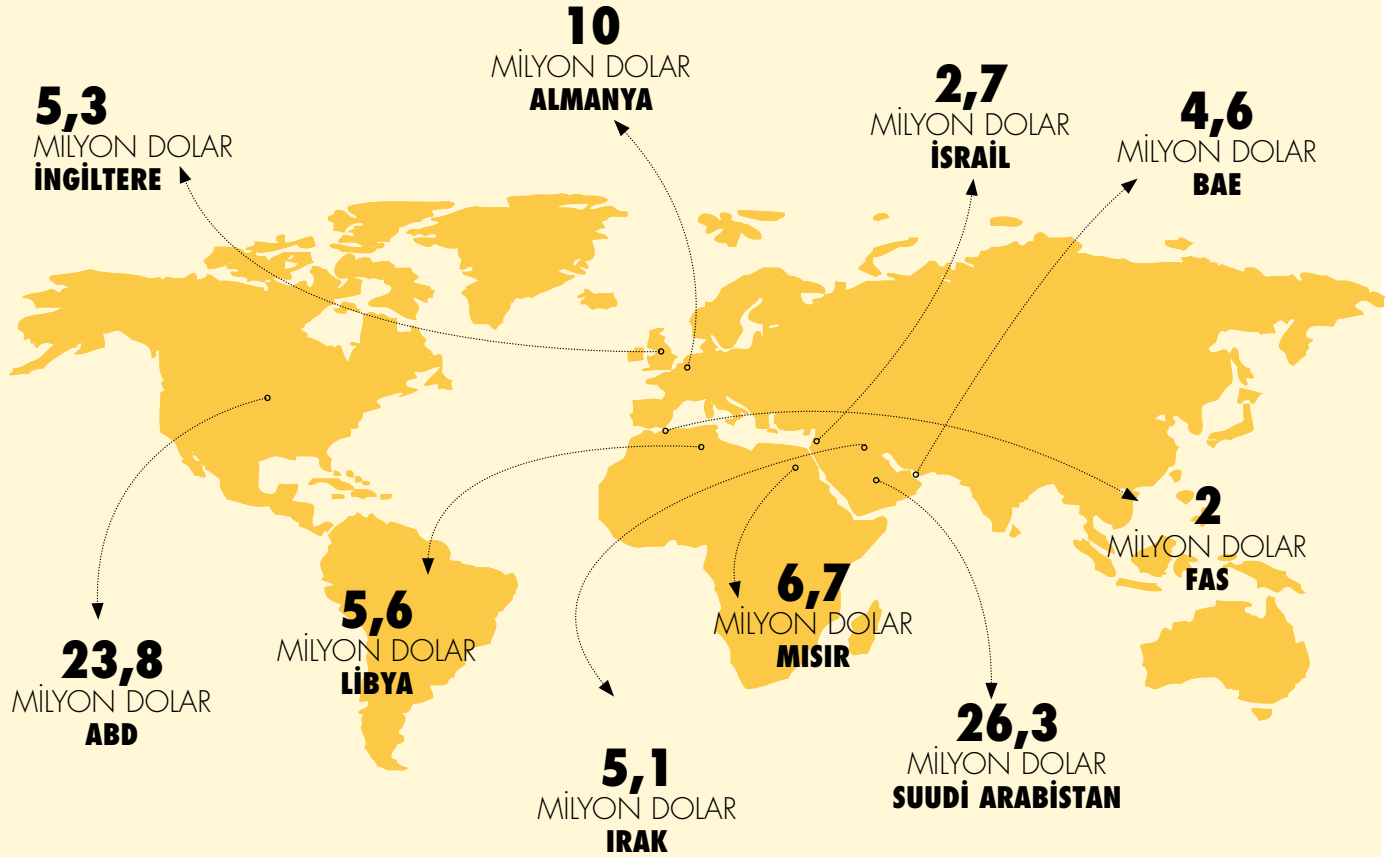 10
MİLYON DOLAR
ALMANYA
5,3
MİLYON DOLAR
İNGİLTERE
2,7
MİLYON DOLAR
İSRAİL
4,6
MİLYON DOLAR
BAE
2
MİLYON DOLAR
FAS
6,7
MİLYON DOLAR
MISIR
5,6
MİLYON DOLAR
LİBYA
23,8
MİLYON DOLAR
ABD
26,3
MİLYON DOLAR
SUUDİ ARABİSTAN
5,1
MİLYON DOLAR
IRAK